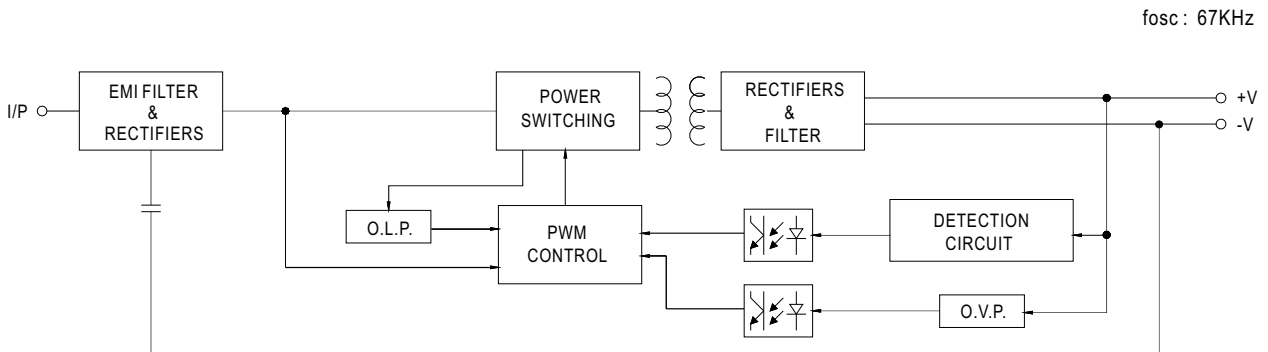 fosc : 67KHz
I/P
EMI FILTER
&
RECTIFIERS
POWER
SWITCHING
RECTIFIERS
&
FILTER
+V
-V
O.L.P.
PWM
CONTROL
DETECTION
CIRCUIT
O.V.P.